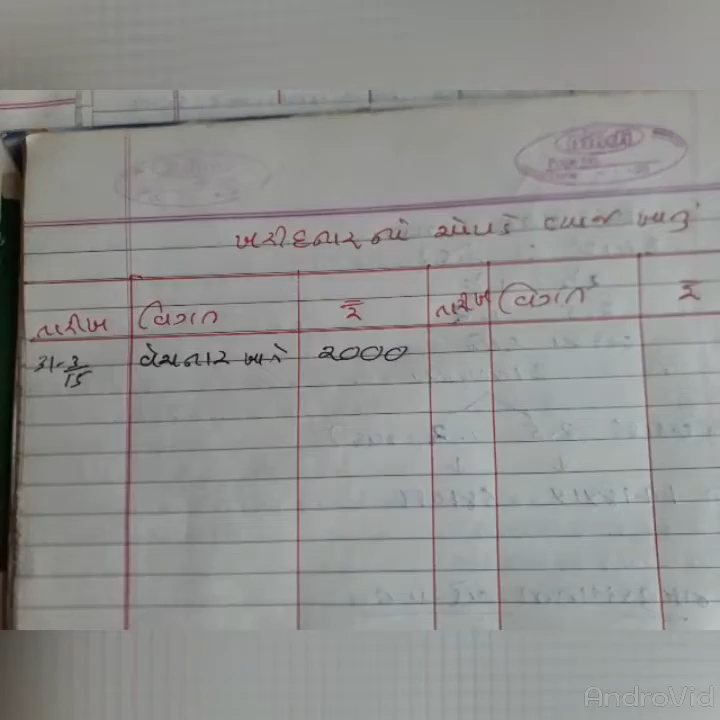 ખરીદનારના ચોપડે વ્યાજ ખાતું
તારીખ વિગત ₹ તારીખ વિગત ₹
31-3/15 વેચનાર ખાતે 2000
AndroVid